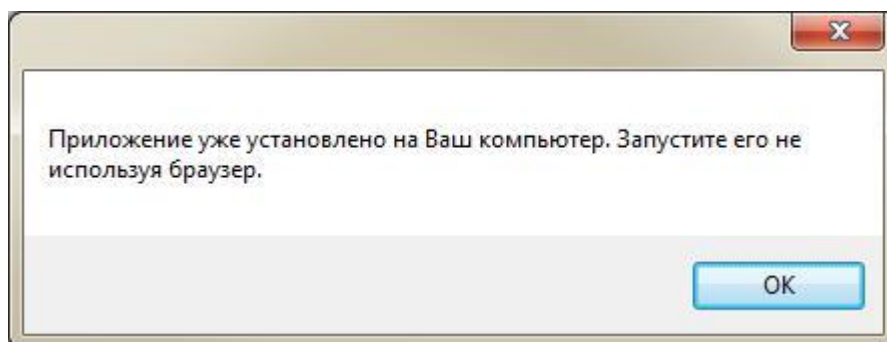 Приложение уже установлено на Ваш компьютер. Запустите его не
используя браузер.
OK